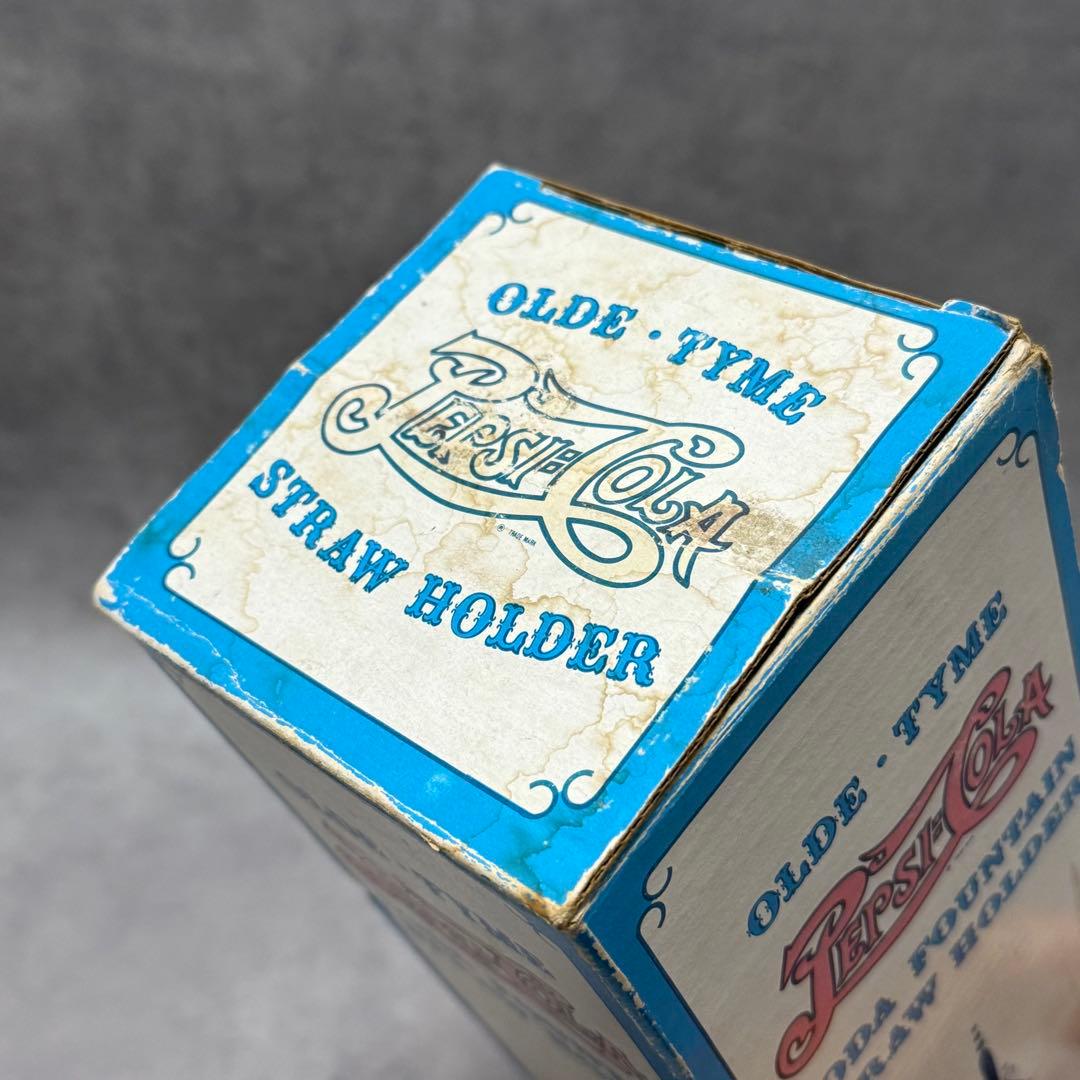 OLDE · TYME
PEPSI=COLA
® TRADE MARK
STRAW HOLDER
OLDE · TYME
PEPSI=COLA
SODA FOUNTAIN
STRAW HOLDER